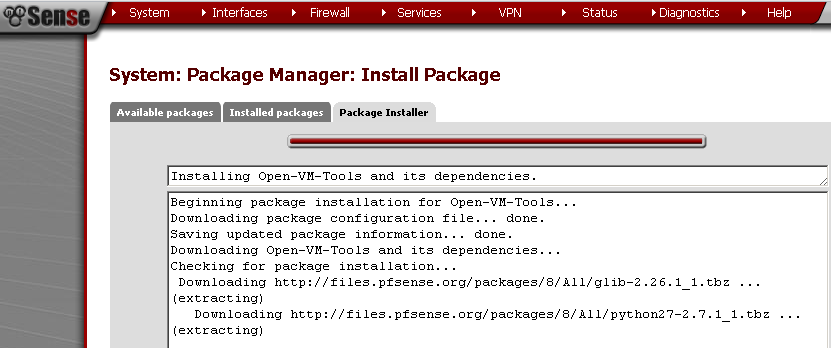 pf Sense
System Interfaces Firewall Services VPN Status Diagnostics Help
System: Package Manager: Install Package
Available packages Installed packages Package Installer
Installing Open-VM-Tools and its dependencies.
Beginning package installation for Open-VM-Tools...
Downloading package configuration file... done.
Saving updated package information... done.
Downloading Open-VM-Tools and its dependencies...
Checking for package installation...
Downloading http://files.pfsense.org/packages/8/All/glib-2.26.1_1.tbz ...
(extracting)
Downloading http://files.pfsense.org/packages/8/All/python27-2.7.1_1.tbz ...
(extracting)